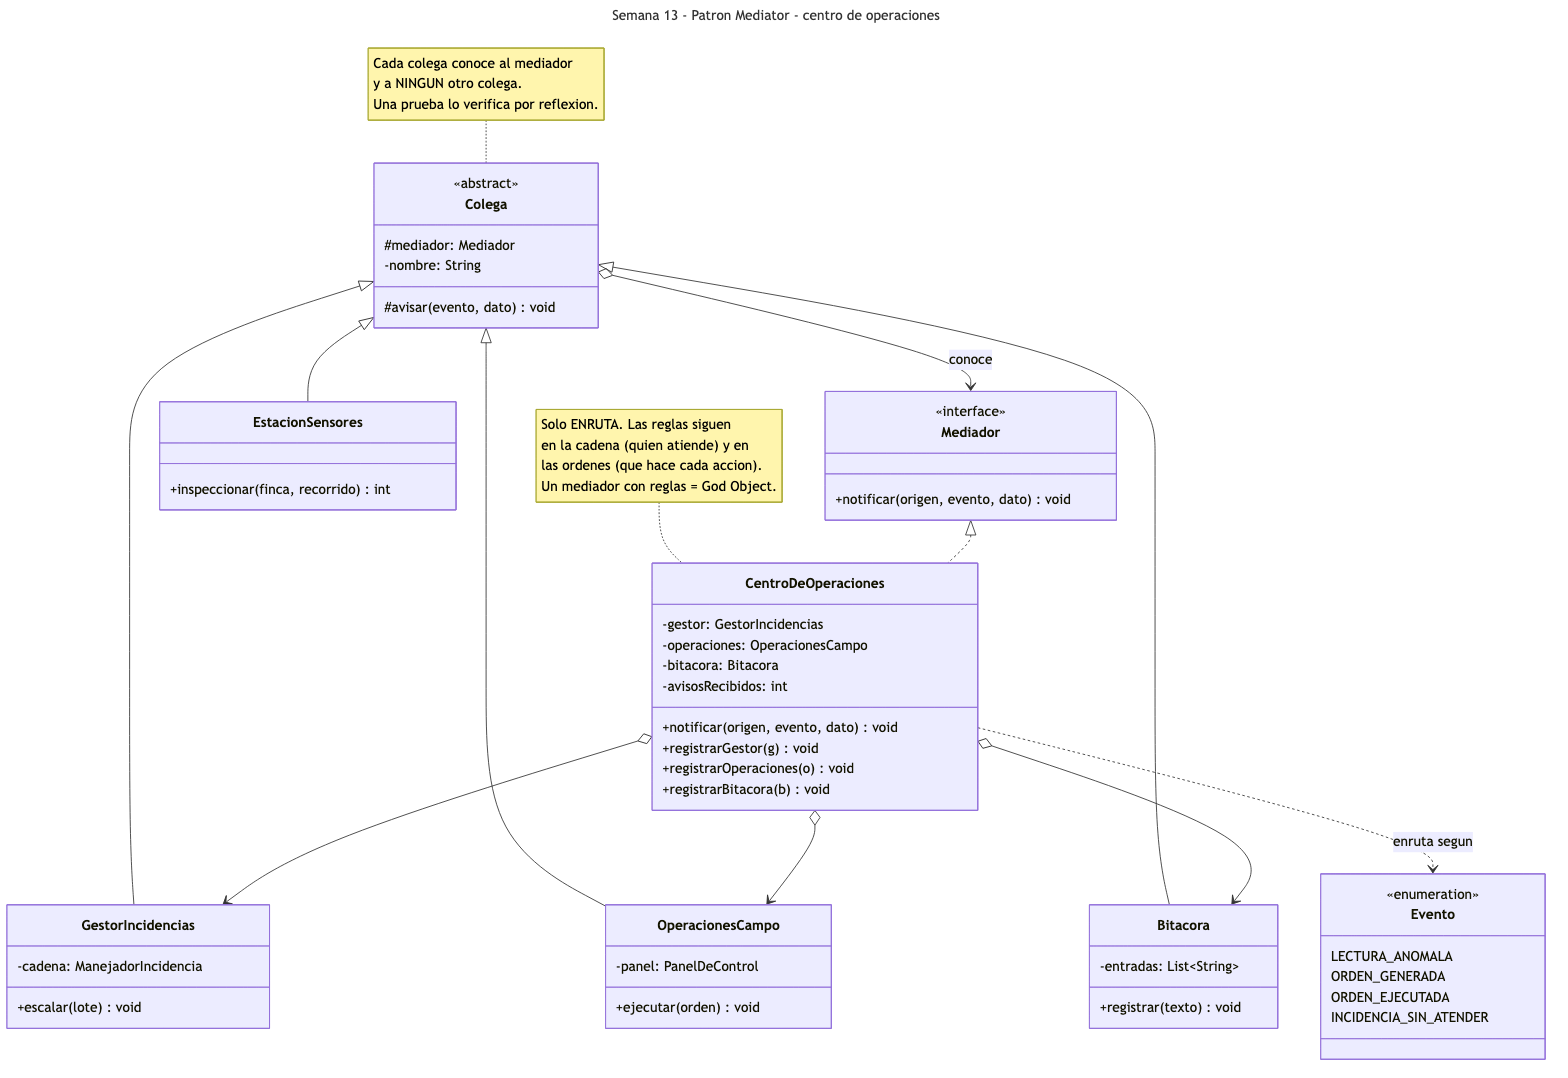 Semana 13 - Patron Mediator - centro de operaciones
Cada colega conoce al mediador
y a NINGUN otro colega.
Una prueba lo verifica por reflexion.
«abstract»
Colega
#mediador: Mediador
-nombre: String
#avisar(evento, dato) : void
conoce
EstacionSensores
+inspeccionar(finca, recorrido) : int
Solo ENRUTA. Las reglas siguen
en la cadena (quien atiende) y en
las ordenes (que hace cada accion).
Un mediador con reglas = God Object.
«interface»
Mediador
+notificar(origen, evento, dato) : void
CentroDeOperaciones
-gestor: GestorIncidencias
-operaciones: OperacionesCampo
-bitacora: Bitacora
-avisosRecibidos: int
+notificar(origen, evento, dato) : void
+registrarGestor(g) : void
+registrarOperaciones(o) : void
+registrarBitacora(b) : void
enruta segun
GestorIncidencias
-cadena: ManejadorIncidencia
+escalar(lote) : void
OperacionesCampo
-panel: PanelDeControl
+ejecutar(orden) : void
Bitacora
-entradas: List<String>
+registrar(texto) : void
«enumeration»
Evento
LECTURA_ANOMALA
ORDEN_GENERADA
ORDEN_EJECUTADA
INCIDENCIA_SIN_ATENDER